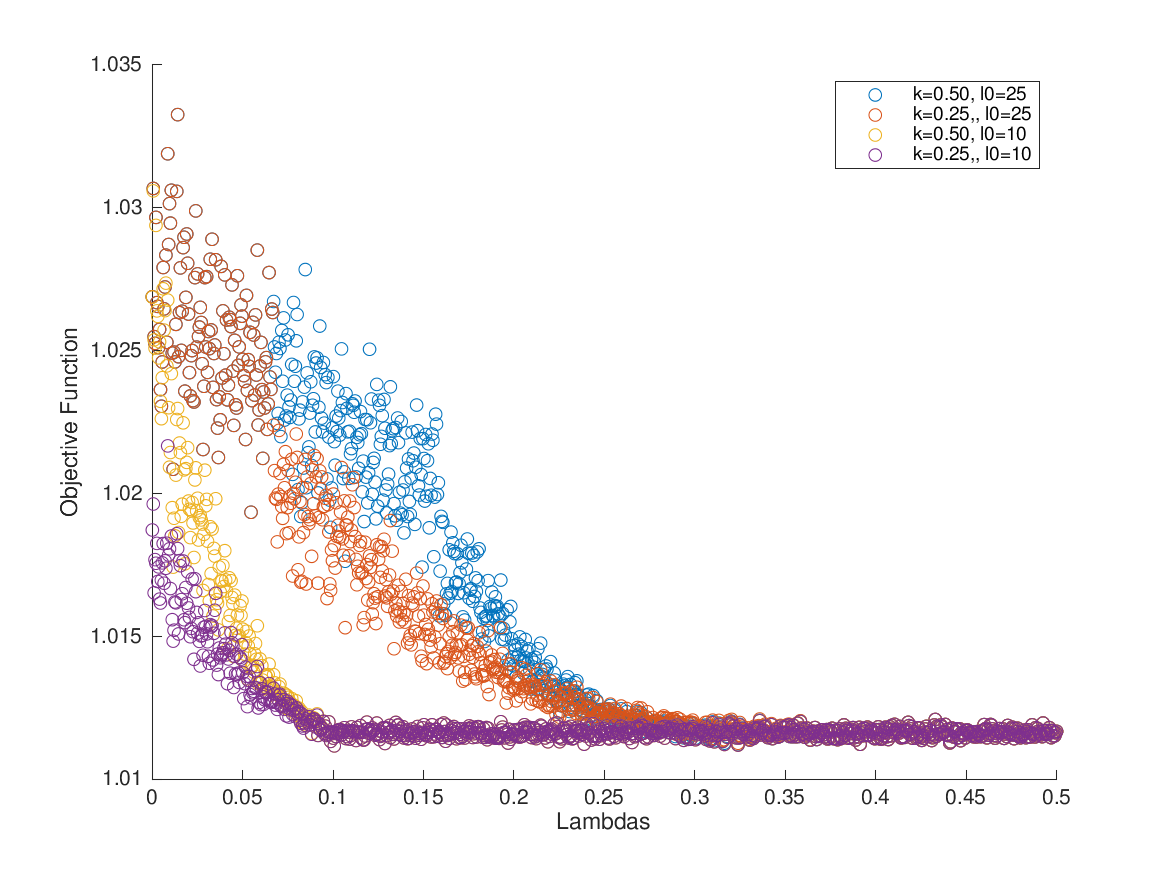 1.035
1.03
1.025
1.02
1.015
1.01
Objective Function
k=0.50, l0=25
k=0.25,, l0=25
k=0.50, l0=10
k=0.25,, l0=10
0 0.05 0.1 0.15 0.2 0.25 0.3 0.35 0.4 0.45 0.5
Lambdas